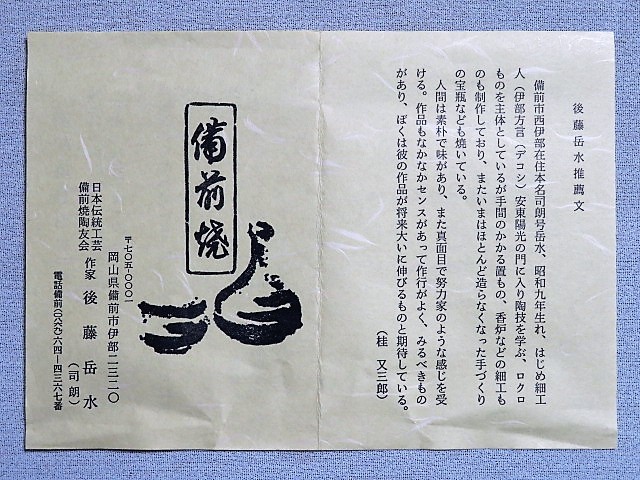 後藤岳水推薦文
備前市西伊部在住本名司朗号岳水、昭和九年生れ、はじめ細工
人（伊部方言（デコシ）安東陽光の門に入り陶技を学ぶ、ロクロ
ものを主体としているが手間のかかる置もの、香炉などの細工も
のも制作しており、またいまはほとんど造らなくなった手づくり
の宝瓶なども焼いている。
人間は素朴で味があり、また真面目で努力家のような感じを受
ける。作品もなかなかセンスがあって作行がよく、みるべきもの
があり、ぼくは彼の作品が将来大いに伸びるものと期待している。
（桂 又三郎）
備前焼
〒七〇五-〇〇〇一
岡山県備前市伊部二三二〇
日本伝統工芸
備前焼陶友会
作家 後藤岳水
（司朗）
電話備前（〇八六九）六四-四三六七番